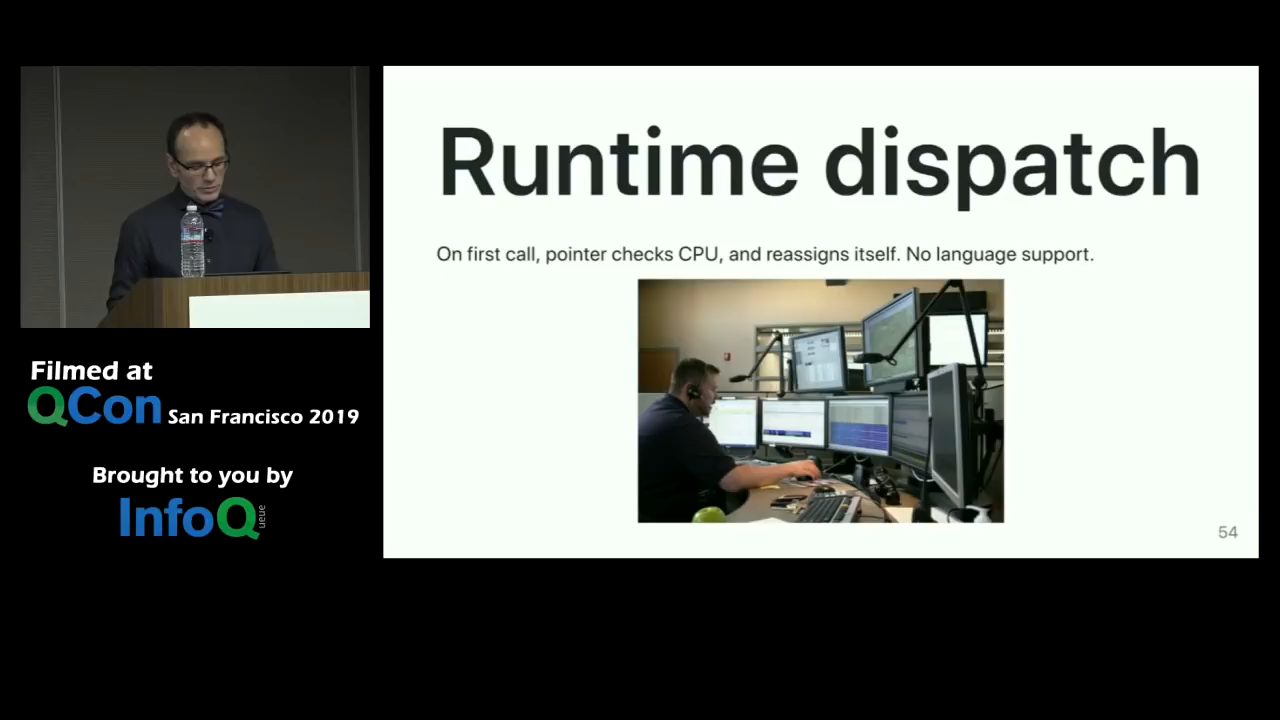 Runtime dispatch
On first call, pointer checks CPU, and reassigns itself. No language support.
54
Filmed at
QCon San Francisco 2019
Brought to you by
InfoQ
ueue